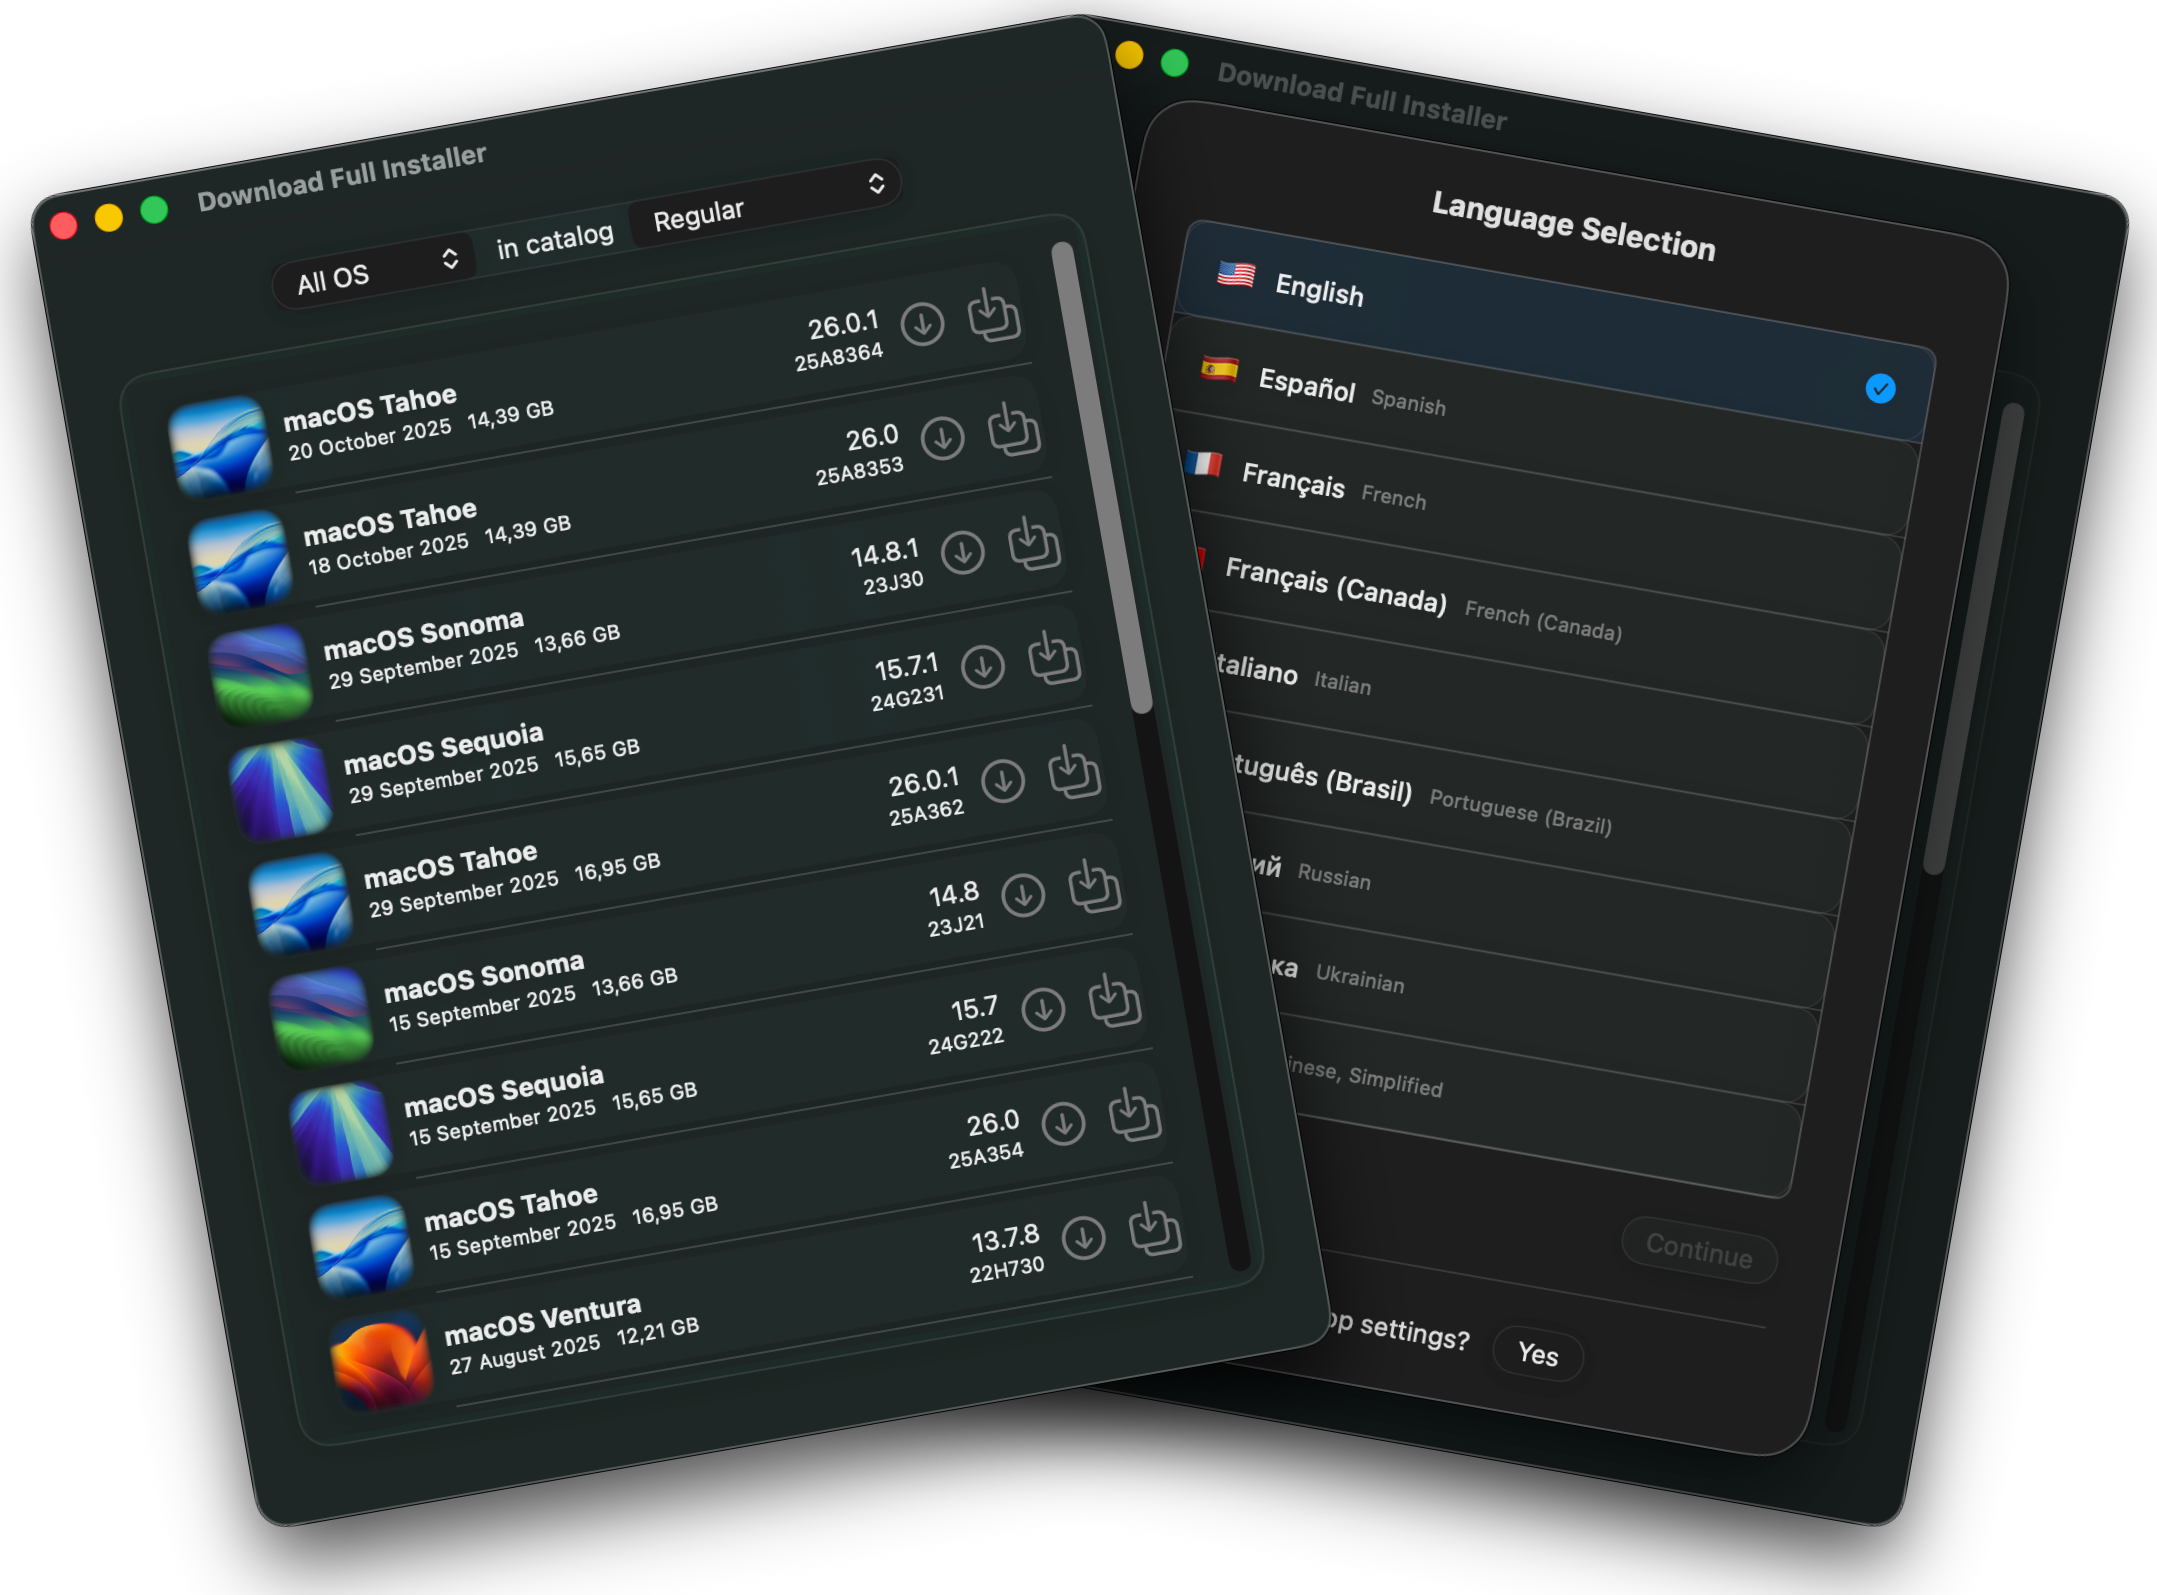 Download Full Installer
All OS in catalog Regular
macOS Tahoe
20 October 2025 14,39 GB
26.0.1
25A8364
macOS Tahoe
18 October 2025 14,39 GB
26.0
25A8353
macOS Sonoma
29 September 2025 13,66 GB
14.8.1
23J30
macOS Sequoia
29 September 2025 15,65 GB
15.7.1
24G231
macOS Tahoe
29 September 2025 16,95 GB
26.0.1
25A362
macOS Sonoma
15 September 2025 13,66 GB
14.8
23J21
macOS Sequoia
15 September 2025 15,65 GB
15.7
24G222
macOS Tahoe
15 September 2025 16,95 GB
26.0
25A354
macOS Ventura
27 August 2025 12,21 GB
13.7.8
22H730
Download Full Installer
Language Selection
English
Español Spanish
Français French
Français (Canada) French (Canada)
Italian
(Brasil) Portuguese (Brazil)
Russian
Ukrainian
Simplified
Continue
settings? Yes